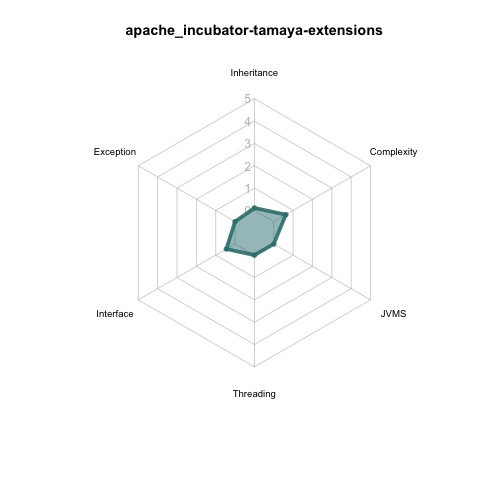 apache_incubator-tamaya-extensions
Inheritance
5
Exception
4
Complexity
3
2
1
0
Interface
JVMS
Threading